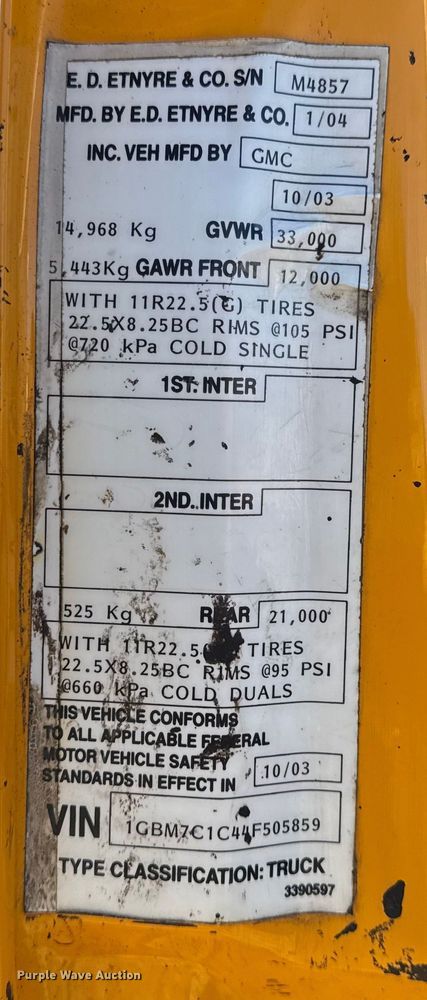 E. D. ETNYRE & CO. S/N M4857
MFD. BY E.D. ETNYRE & CO. 1/04
INC. VEH MFD BY GMC
10/03
14,968 Kg GVWR 33,000
5,443Kg GAWR FRONT 12,000
WITH 11R22.5(G) TIRES
22.5X8.25BC RIMS @105 PSI
@720 kPa COLD SINGLE
1ST. INTER
2ND. INTER
525 Kg REAR 21,000
WITH 11R22.5 TIRES
22.5X8.25BC RIMS @95 PSI
@660 kPa COLD DUALS
THIS VEHICLE CONFORMS
TO ALL APPLICABLE FEDERAL
MOTOR VEHICLE SAFETY
STANDARDS IN EFFECT IN 10/03
VIN 1GBM7C1C44F505859
TYPE CLASSIFICATION: TRUCK
3390597
Purple Wave Auction